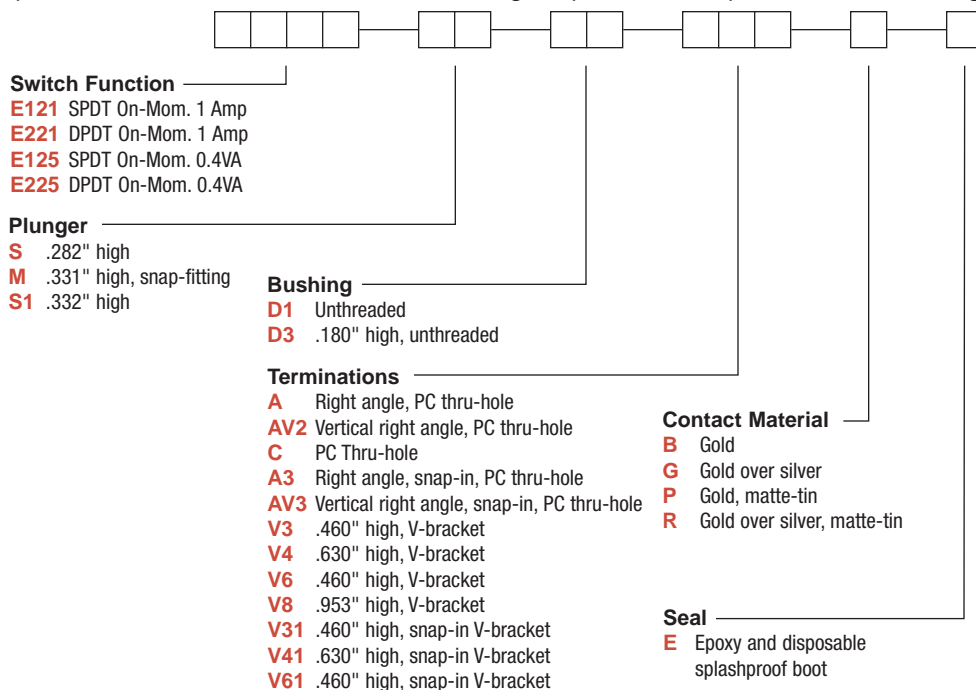 Switch Function
E121 SPDT On-Mom. 1 Amp
E221 DPDT On-Mom. 1 Amp
E125 SPDT On-Mom. 0.4VA
E225 DPDT On-Mom. 0.4VA
Plunger
S .282" high
M .331" high, snap-fitting
S1 .332" high
Bushing
D1 Unthreaded
D3 .180" high, unthreaded
Terminations
A Right angle, PC thru-hole
AV2 Vertical right angle, PC thru-hole
C PC Thru-hole
A3 Right angle, snap-in, PC thru-hole
AV3 Vertical right angle, snap-in, PC thru-hole
V3 .460" high, V-bracket
V4 .630" high, V-bracket
V6 .460" high, V-bracket
V8 .953" high, V-bracket
V31 .460" high, snap-in V-bracket
V41 .630" high, snap-in V-bracket
V61 .460" high, snap-in V-bracket
Contact Material
B Gold
G Gold over silver
P Gold, matte-tin
R Gold over silver, matte-tin
Seal
E Epoxy and disposable
splashproof boot